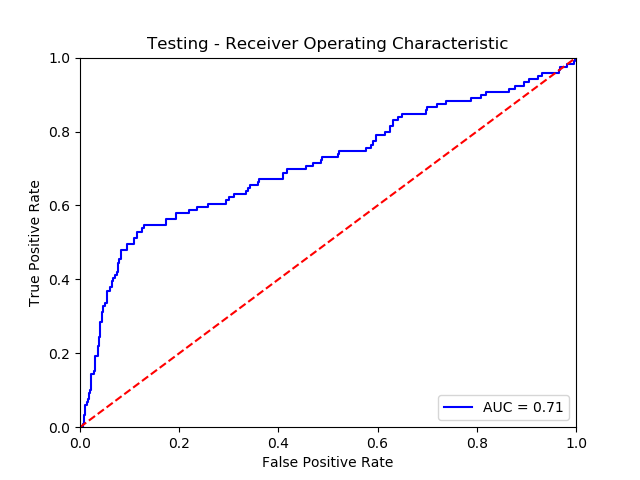 Testing - Receiver Operating Characteristic
1.0
0.8
0.6
0.4
0.2
0.0
True Positive Rate
AUC = 0.71
0.0 0.2 0.4 0.6 0.8 1.0
False Positive Rate